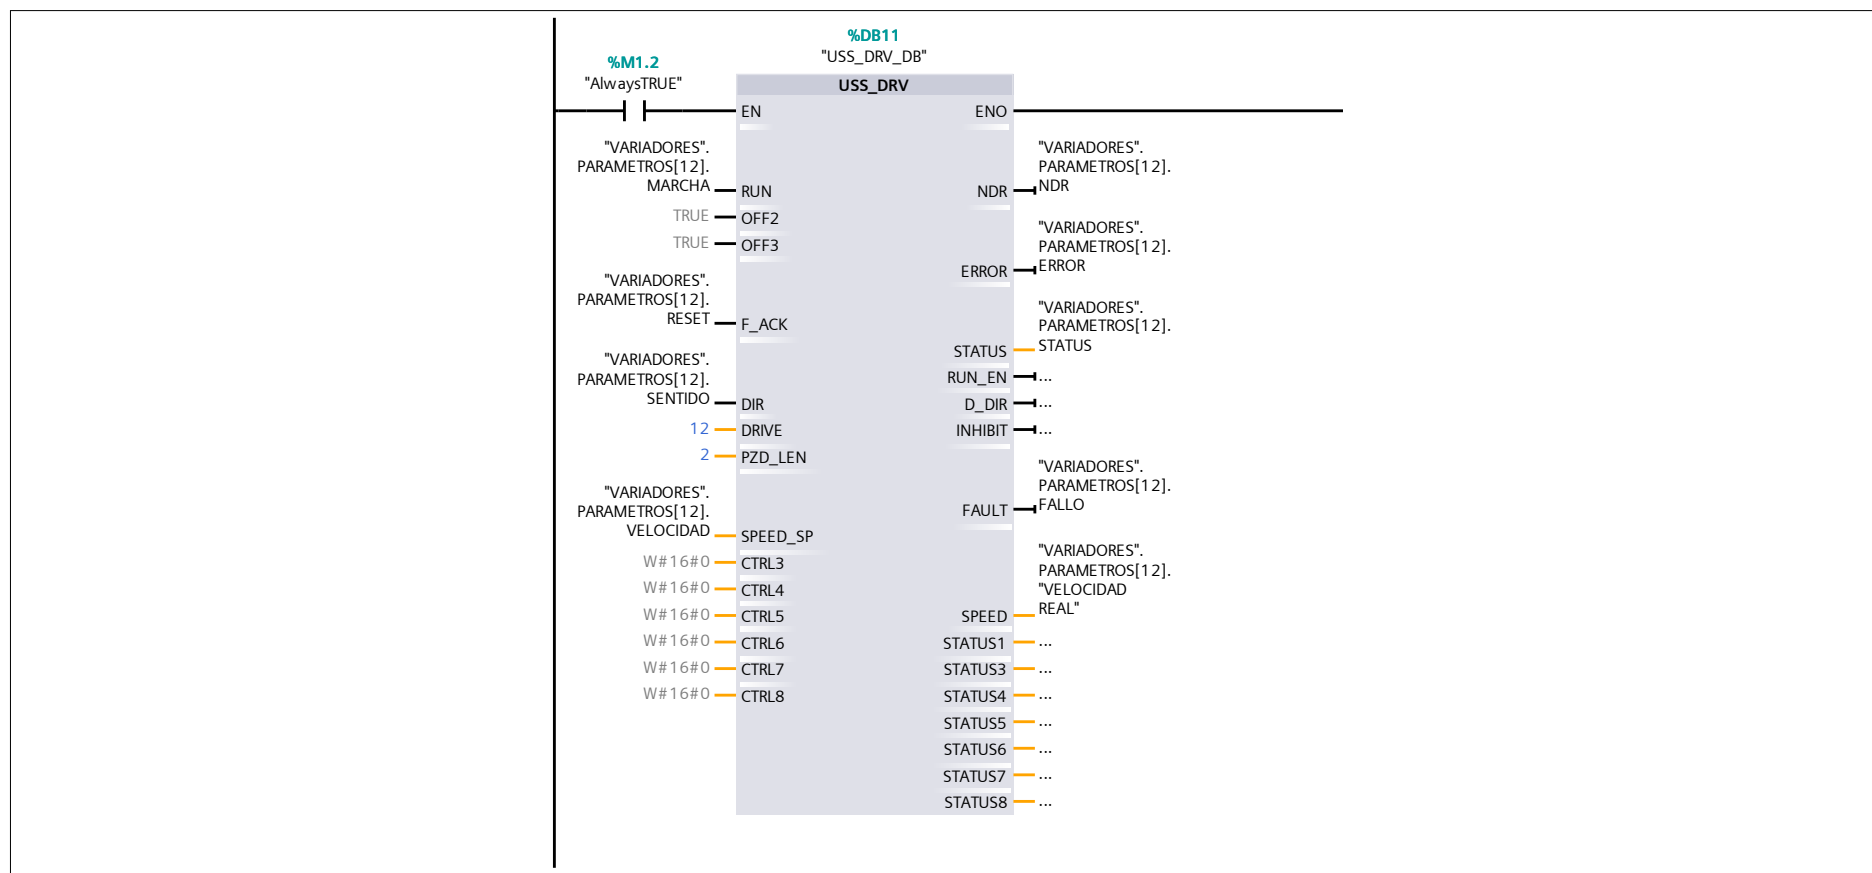 %DB11
"USS_DRV_DB"
%M1.2
"AlwaysTRUE"
USS_DRV
EN
ENO
"VARIADORES".
PARAMETROS[12].
MARCHA
RUN
TRUE
OFF2
TRUE
OFF3
"VARIADORES".
PARAMETROS[12].
RESET
F_ACK
"VARIADORES".
PARAMETROS[12].
SENTIDO
DIR
12
DRIVE
2
PZD_LEN
"VARIADORES".
PARAMETROS[12].
VELOCIDAD
SPEED_SP
W#16#0
CTRL3
W#16#0
CTRL4
W#16#0
CTRL5
W#16#0
CTRL6
W#16#0
CTRL7
W#16#0
CTRL8
"VARIADORES".
PARAMETROS[12].
NDR
NDR
"VARIADORES".
PARAMETROS[12].
ERROR
ERROR
"VARIADORES".
PARAMETROS[12].
STATUS
STATUS
RUN_EN
...
D_DIR
...
INHIBIT
...
"VARIADORES".
PARAMETROS[12].
FAULT
FALLO
"VARIADORES".
PARAMETROS[12].
"VELOCIDAD
REAL"
SPEED
STATUS1
...
STATUS3
...
STATUS4
...
STATUS5
...
STATUS6
...
STATUS7
...
STATUS8
...